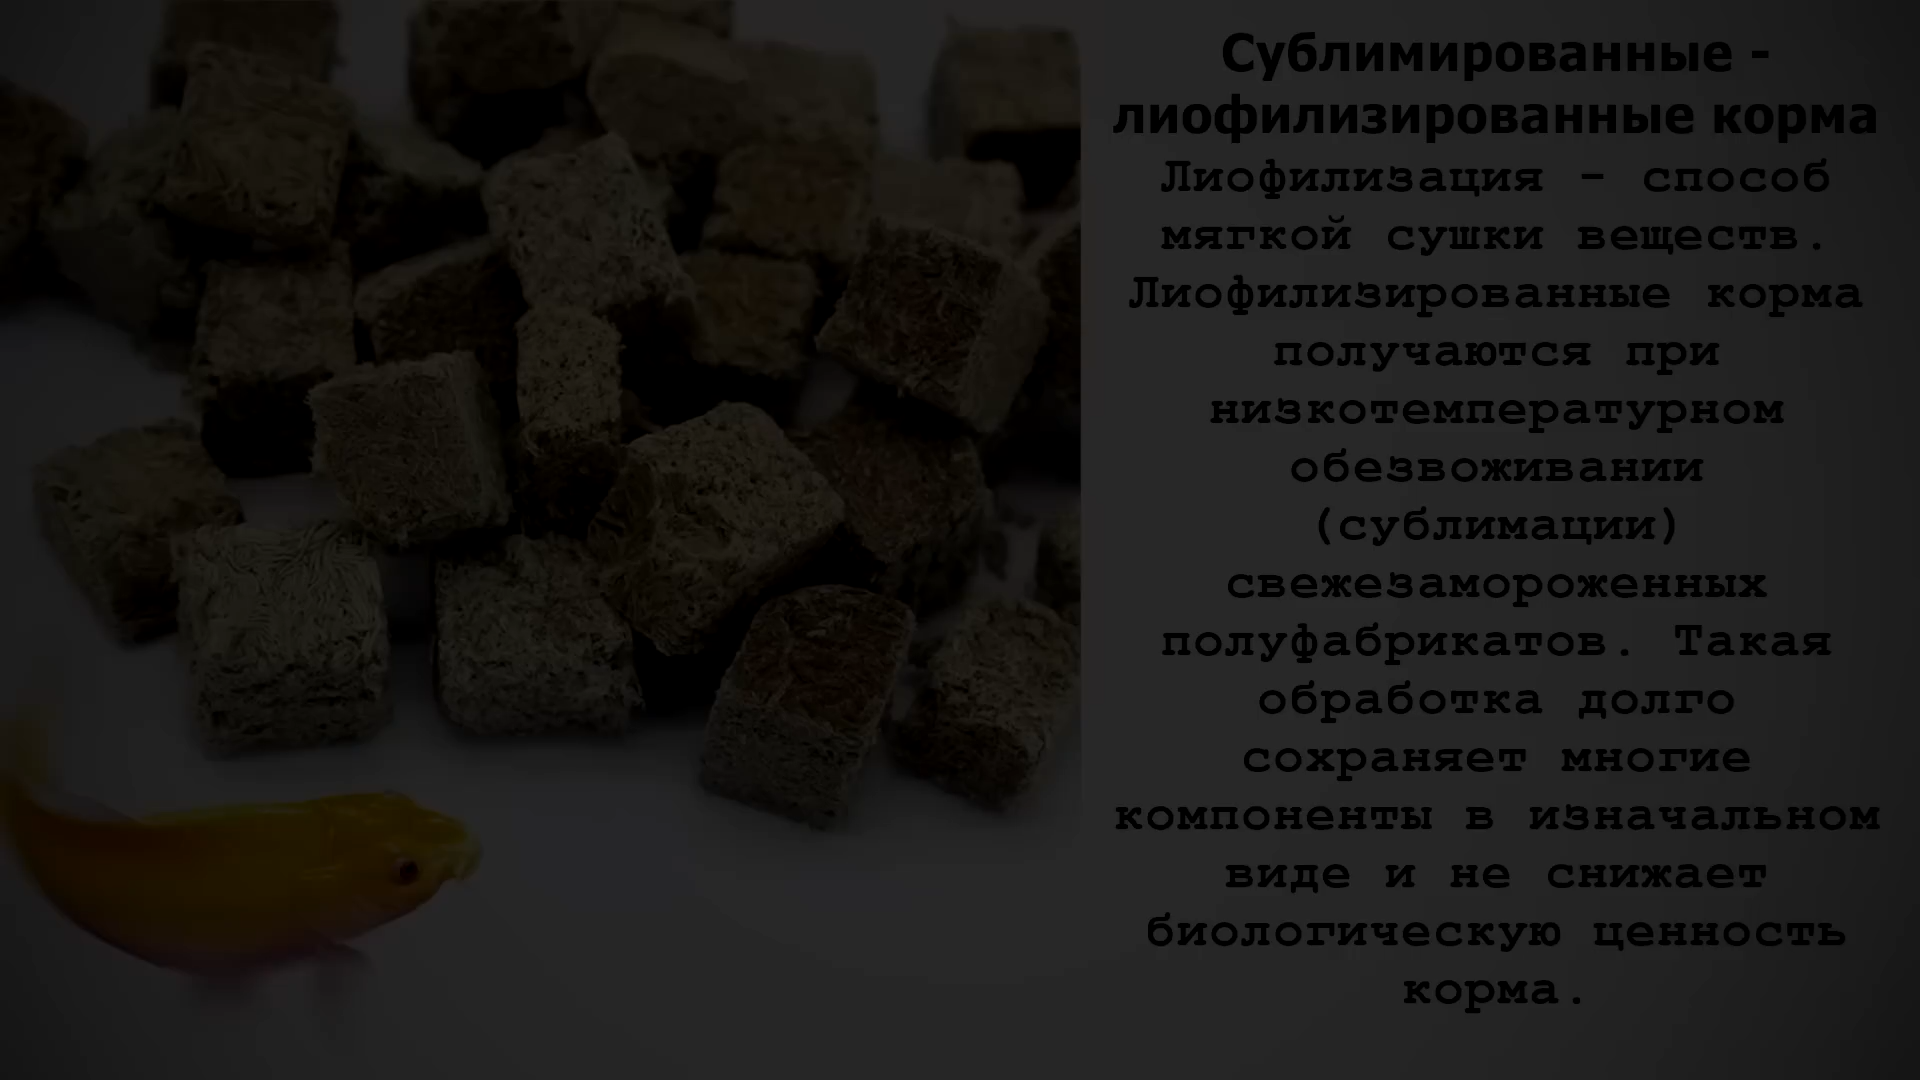 Сублимированные -
лиофилизированные корма
Лиофилизация - способ
мягкой сушки веществ.
Лиофилизированные корма
получаются при
низкотемпературном
обезвоживании
(сублимации)
свежезамороженных
полуфабрикатов. Такая
обработка долго
сохраняет многие
компоненты в изначальном
виде и не снижает
биологическую ценность
корма.